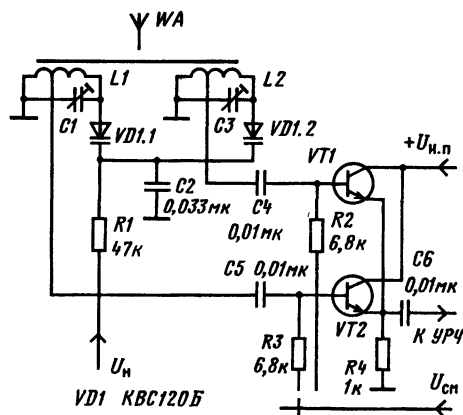 WA
L1
L2
C1
C3
VD1.1
VD1.2
VT1
+Uи.п
C2
0,033мк
C4
0,01мк
R1
47к
R2
6,8к
C5 0,01мк
C6
0,01мк
VT2
К УРЧ
R3
6,8к
R4
1к
Uн
Uсм
VD1 КВС120Б